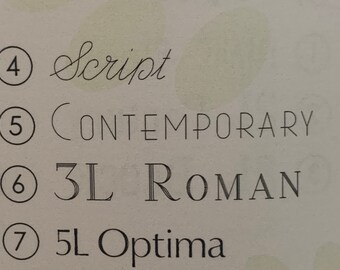 ④ Script
⑤ CONTEMPORARY
⑥ 3L ROMAN
⑦ 5L Optima